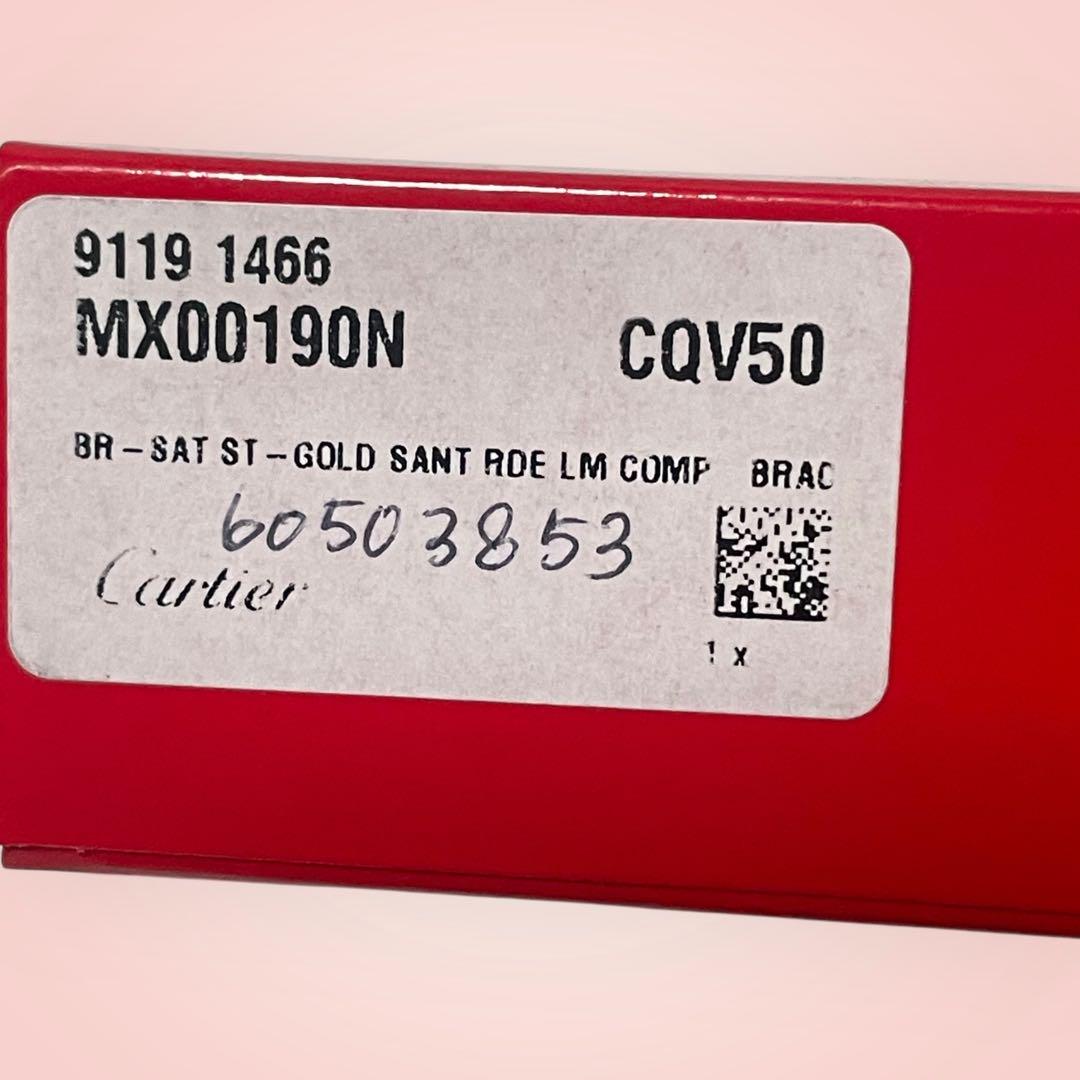 9119 1466
MX00190N CQV50
BR-SAT ST-GOLD SANT RDE LM COMP BRAC
60503853
Cartier
1 x